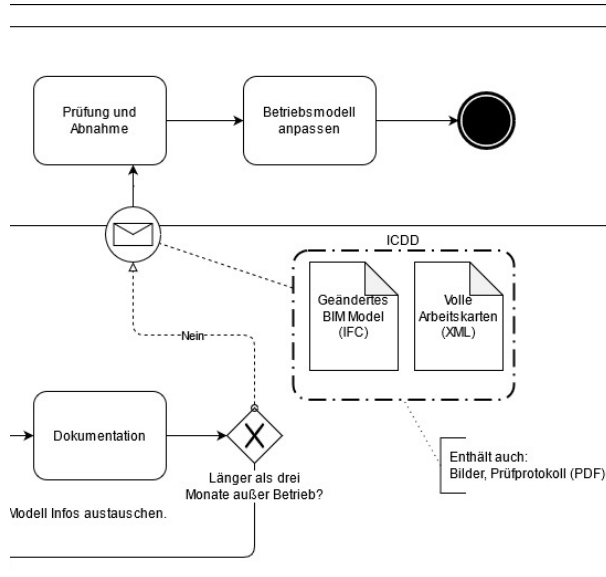 Prüfung und
Abnahme
Betriebsmodell
anpassen
ICDD
Geändertes
BIM Model
(IFC)
Volle
Arbeitskarten
(XML)
Nein
Dokumentation
Länger als drei
Monate außer Betrieb?
Enthält auch:
Bilder, Prüfprotokoll (PDF)
Modell Infos austauschen.